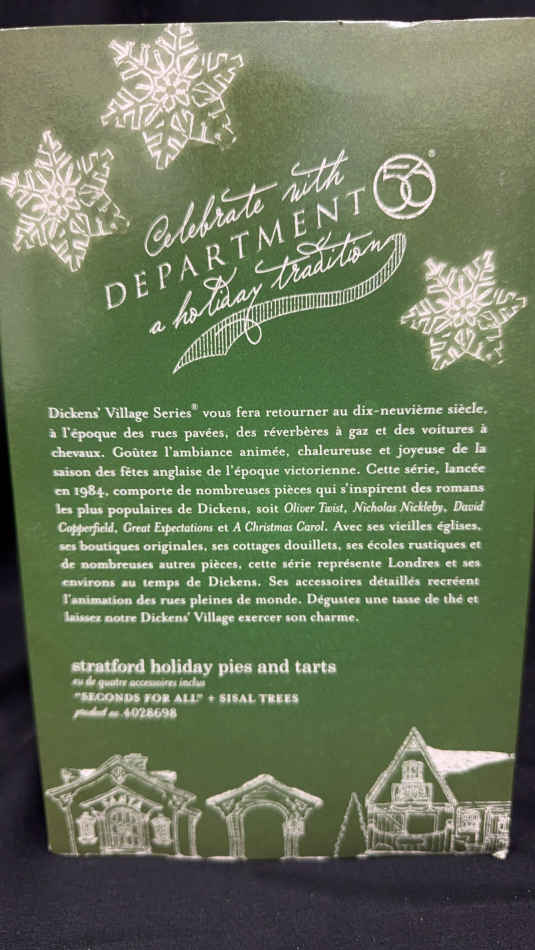 Celebrate with
DEPARTMENT 56®
a holiday tradition
Dickens' Village Series® vous fera retourner au dix-neuvième siècle,
à l'époque des rues pavées, des réverbères à gaz et des voitures à
chevaux. Goûtez l'ambiance animée, chaleureuse et joyeuse de la
saison des fêtes anglaise de l'époque victorienne. Cette série, lancée
en 1984, comporte de nombreuses pièces qui s'inspirent des romans
les plus populaires de Dickens, soit Oliver Twist, Nicholas Nickleby, David
Copperfield, Great Expectations et A Christmas Carol. Avec ses vieilles églises,
ses boutiques originales, ses cottages douillets, ses écoles rustiques et
de nombreuses autres pièces, cette série représente Londres et ses
environs au temps de Dickens. Ses accessoires détaillés recréent
l'animation des rues pleines de monde. Dégustez une tasse de thé et
laissez notre Dickens' Village exercer son charme.
stratford holiday pies and tarts
de quatre accessoires inclus
"SECONDS FOR ALL" + SISAL TREES
product no 4028698